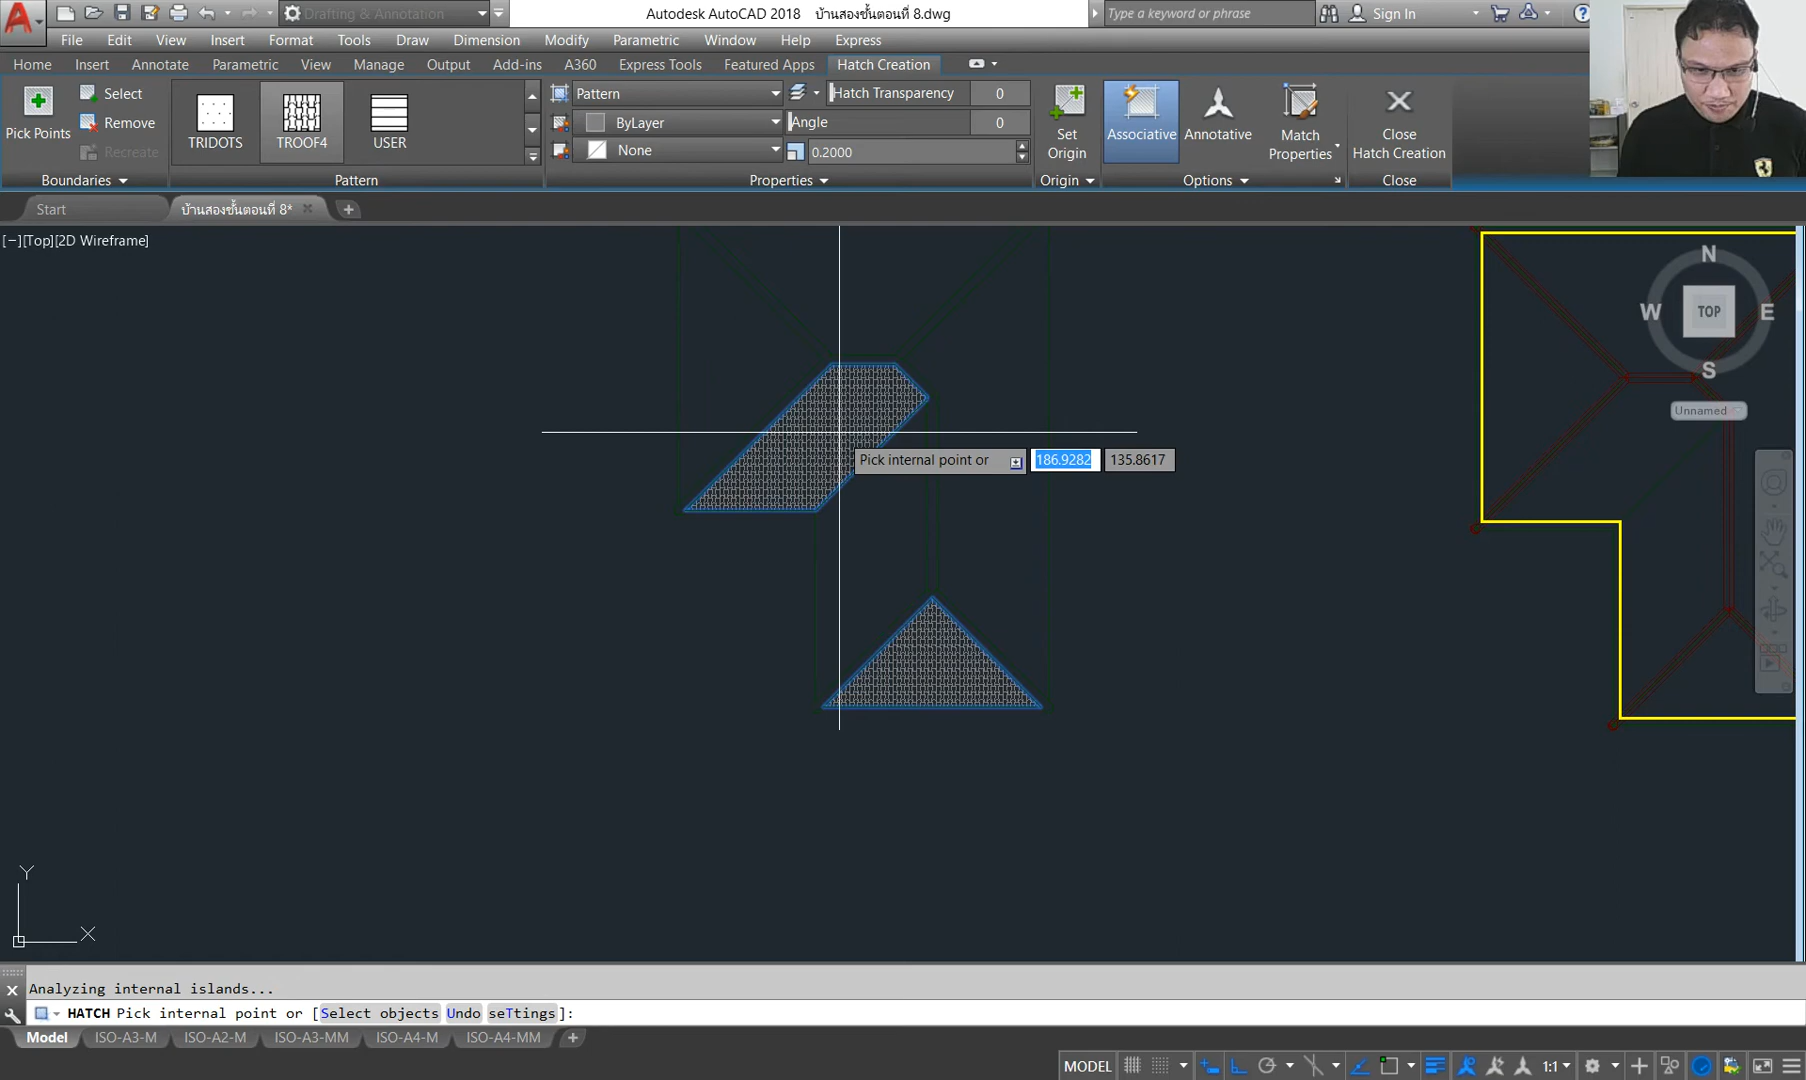 Drafting & Annotation
Autodesk AutoCAD 2018 บ้านสองชั้นตอนที่ 8.dwg
Type a keyword or phrase
Sign In
File Edit View Insert Format Tools Draw Dimension Modify Parametric Window Help Express
Home Insert Annotate Parametric View Manage Output Add-ins A360 Express Tools Featured Apps Hatch Creation
Pick Points
Select
Remove
Recreate
Boundaries
TRIDOTS
TROOF4
USER
Pattern
Pattern
ByLayer
None
Hatch Transparency 0
Angle 0
0.2000
Properties
Set
Origin
Origin
Associative
Annotative
Match
Properties
Options
Close
Hatch Creation
Close
Start
บ้านสองชั้นตอนที่ 8*
[−][Top][2D Wireframe]
N
W TOP E
S
Unnamed
Pick internal point or 186.9282 135.8617
Y
X
Analyzing internal islands...
HATCH Pick internal point or [Select objects Undo seTtings]:
Model ISO-A3-M ISO-A2-M ISO-A3-MM ISO-A4-M ISO-A4-MM
MODEL 1:1